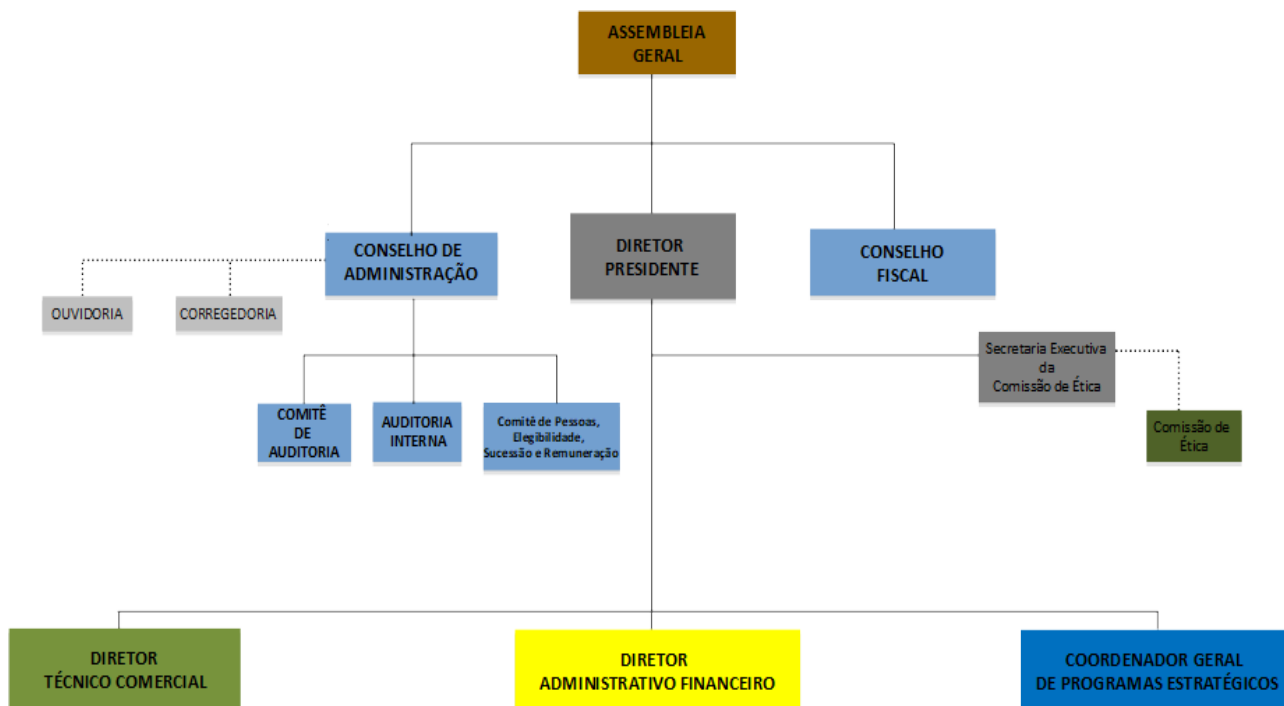 ASSEMBLEIA
GERAL
CONSELHO DE
ADMINISTRAÇÃO
DIRETOR
PRESIDENTE
CONSELHO
FISCAL
OUVIDORIA
CORREGEDORIA
Secretaria Executiva
da
Comissão de Ética
COMITÊ
DE
AUDITORIA
AUDITORIA
INTERNA
Comitê de Pessoas,
Elegibilidade,
Sucessão e Remuneração
Comissão de
Ética
DIRETOR
TÉCNICO COMERCIAL
DIRETOR
ADMINISTRATIVO FINANCEIRO
COORDENADOR GERAL
DE PROGRAMAS ESTRATÉGICOS